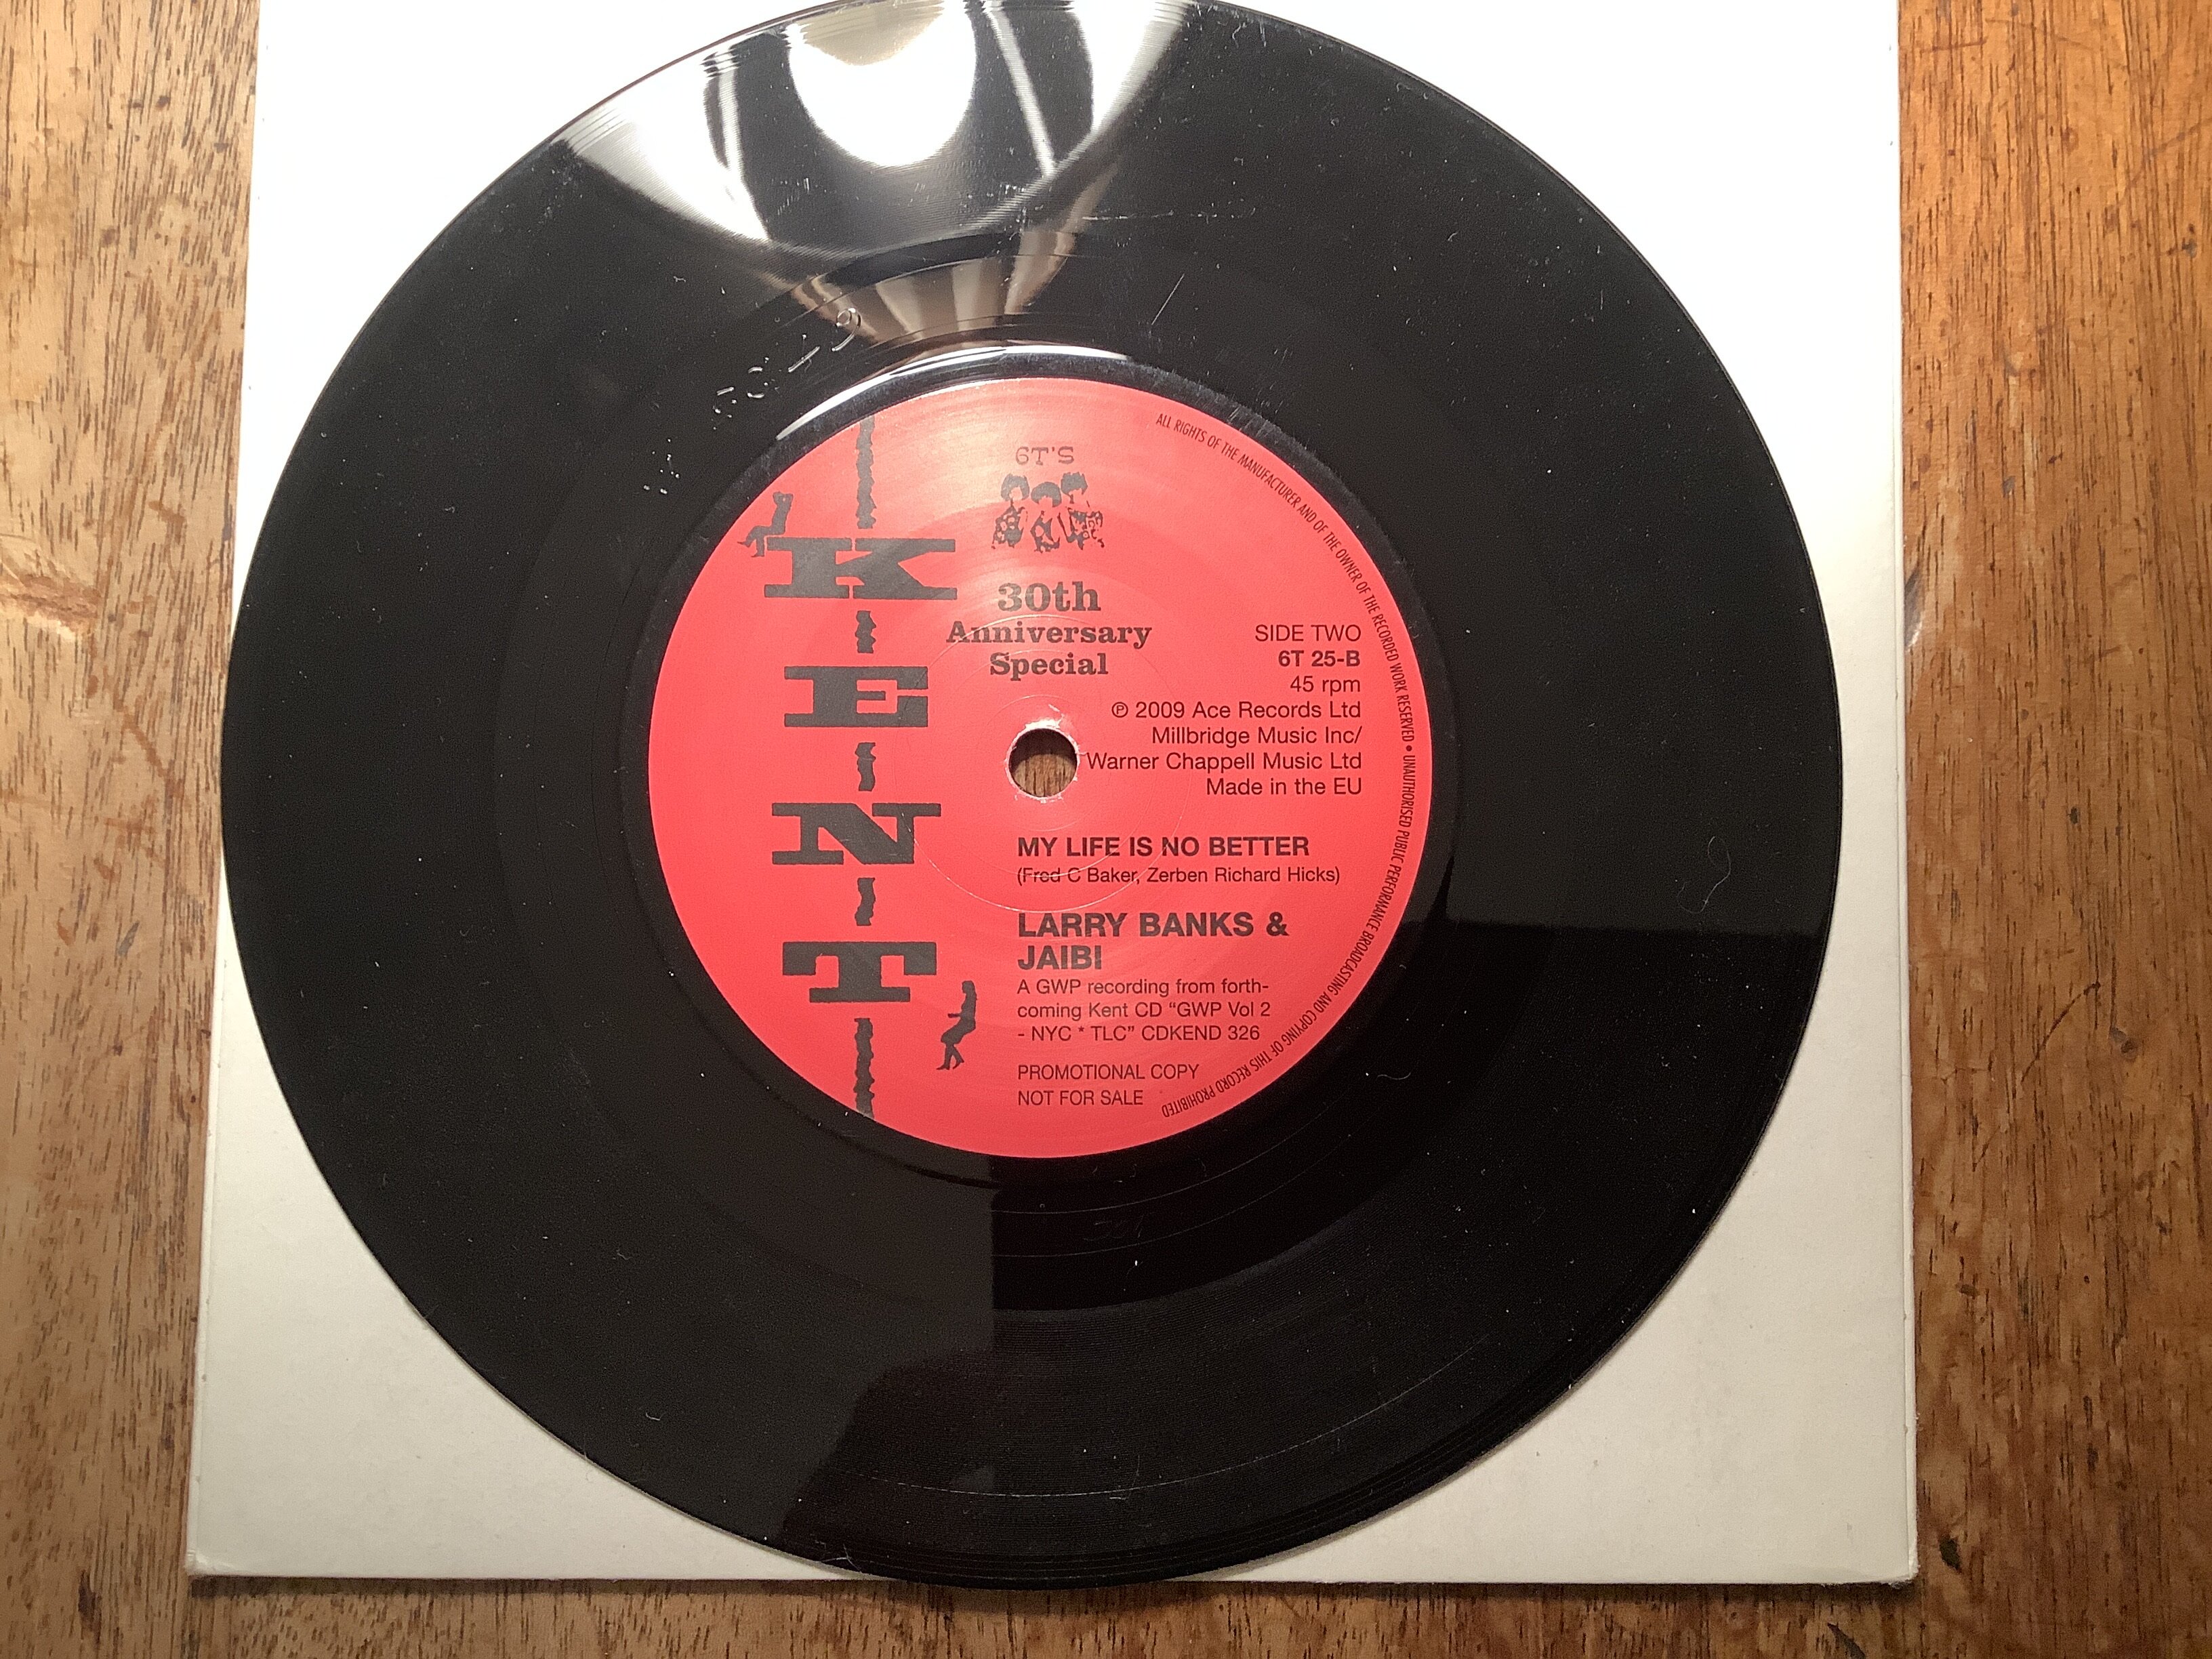 6T'S
KENT
30th
Anniversary
Special
SIDE TWO
6T 25-B
45 rpm
℗ 2009 Ace Records Ltd
Millbridge Music Inc/
Warner Chappell Music Ltd
Made in the EU
MY LIFE IS NO BETTER
(Fred C Baker, Zerben Richard Hicks)
LARRY BANKS &
JAIBI
A GWP recording from forth-
coming Kent CD “GWP Vol 2
- NYC * TLC” CDKEND 326
PROMOTIONAL COPY
NOT FOR SALE
ALL RIGHTS OF THE MANUFACTURER AND OF THE OWNER OF THE RECORDED WORK RESERVED • UNAUTHORISED PUBLIC PERFORMANCE BROADCASTING AND COPYING OF THIS RECORD PROHIBITED